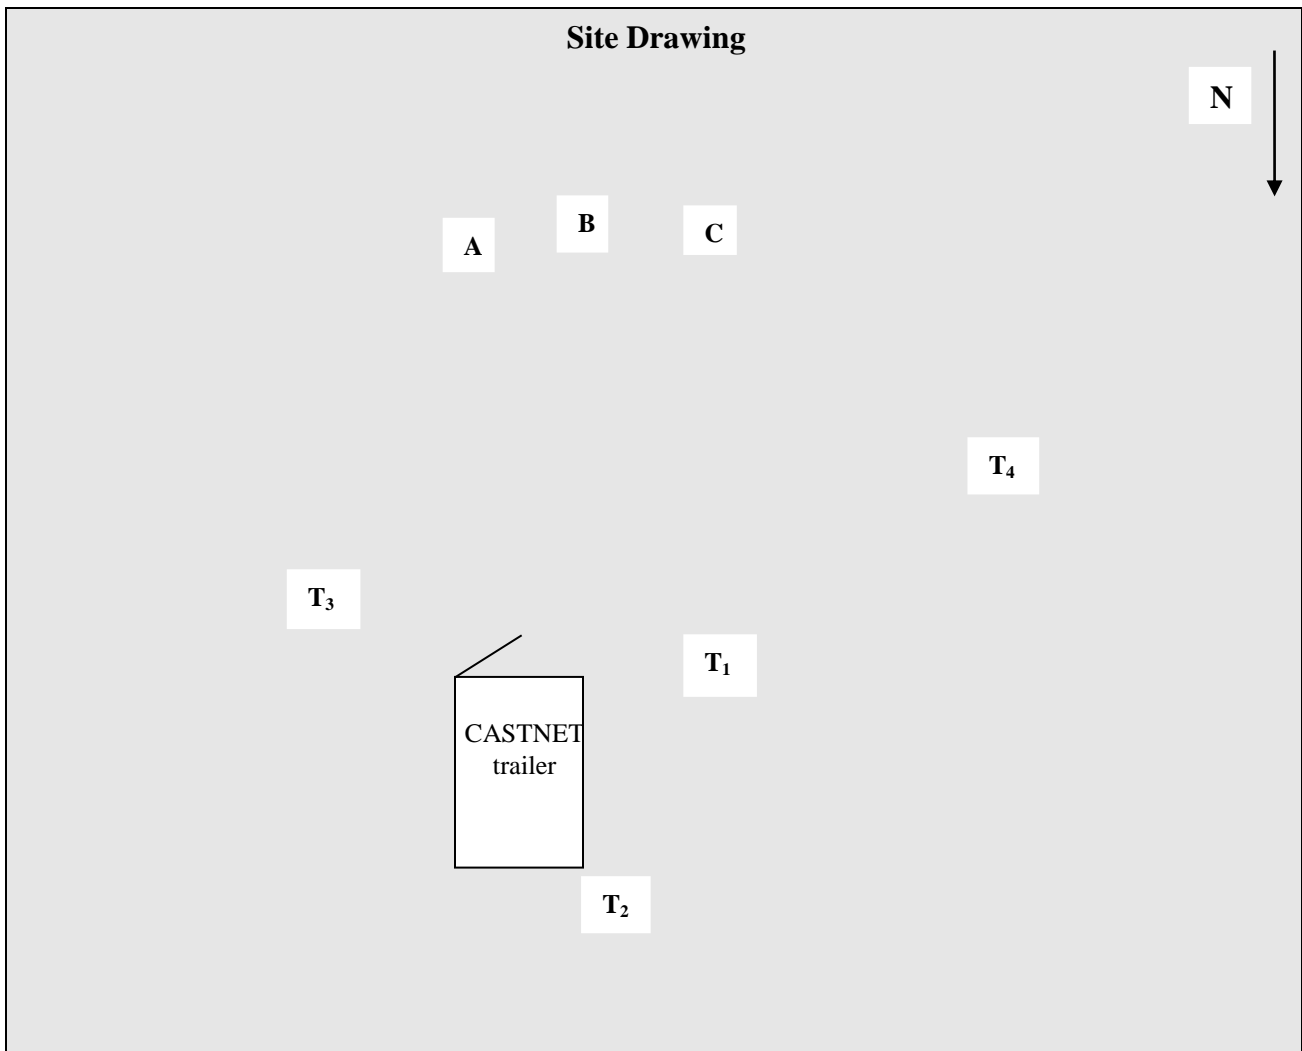 Site Drawing
N
A
B
C
T₄
T₃
T₁
CASTNET
trailer
T₂